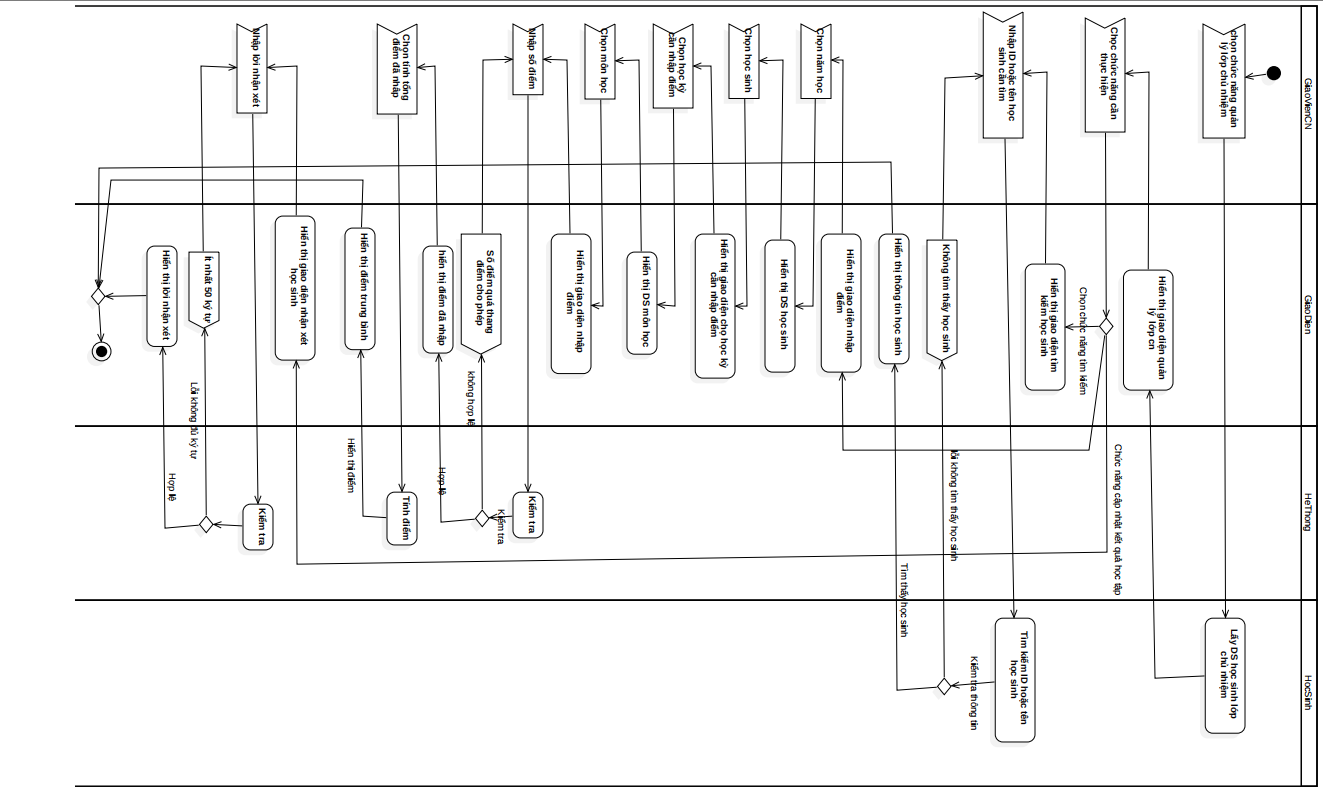 GiaoVienCN
GiaoDien
HeThong
HocSinh
chọn chức năng quản
lý lớp chủ nhiệm
Lấy DS học sinh lớp
chủ nhiệm
Hiển thị giao diện quản
lý lớp cn
Chọc chức năng cần
thực hiện
Chức năng cập nhật kết quả học tập
Chọn chức năng tìm kiếm
Hiển thị giao diện tìm
kiếm học sinh
Nhập ID hoặc tên học
sinh cần tìm
Tìm kiếm ID hoặc tên
học sinh
Kiểm tra thông tin
lỗi không tìm thấy học sinh
Không tìm thấy học sinh
Tìm thấy học sinh
Hiển thị thông tin học sinh
Hiển thị giao diện nhập
điểm
Chọn năm học
Hiển thị DS học sinh
Chọn học sinh
Hiển thị giao diện chọ học kỳ
cần nhập điểm
Chọn học kỳ
cần nhập điểm
Hiển thị DS môn học
Chọn môn học
Hiển thị giao diện nhập
điểm
Nhập số điểm
Kiểm tra
Kiểm tra
không hợp lệ
Số điểm quá thang
điểm cho phép
Hợp lệ
hiển thị điểm đã nhập
Chọn tính tổng
điểm đã nhập
Tính điểm
Hiển thị điểm
Hiển thị điểm trung bình
Hiển thị giao diện nhận xét
học sinh
Nhập lời nhận xét
Kiểm tra
Lỗi không đủ ký tự
Ít nhất 50 ký tự
Hợp lệ
Hiển thị lời nhận xét